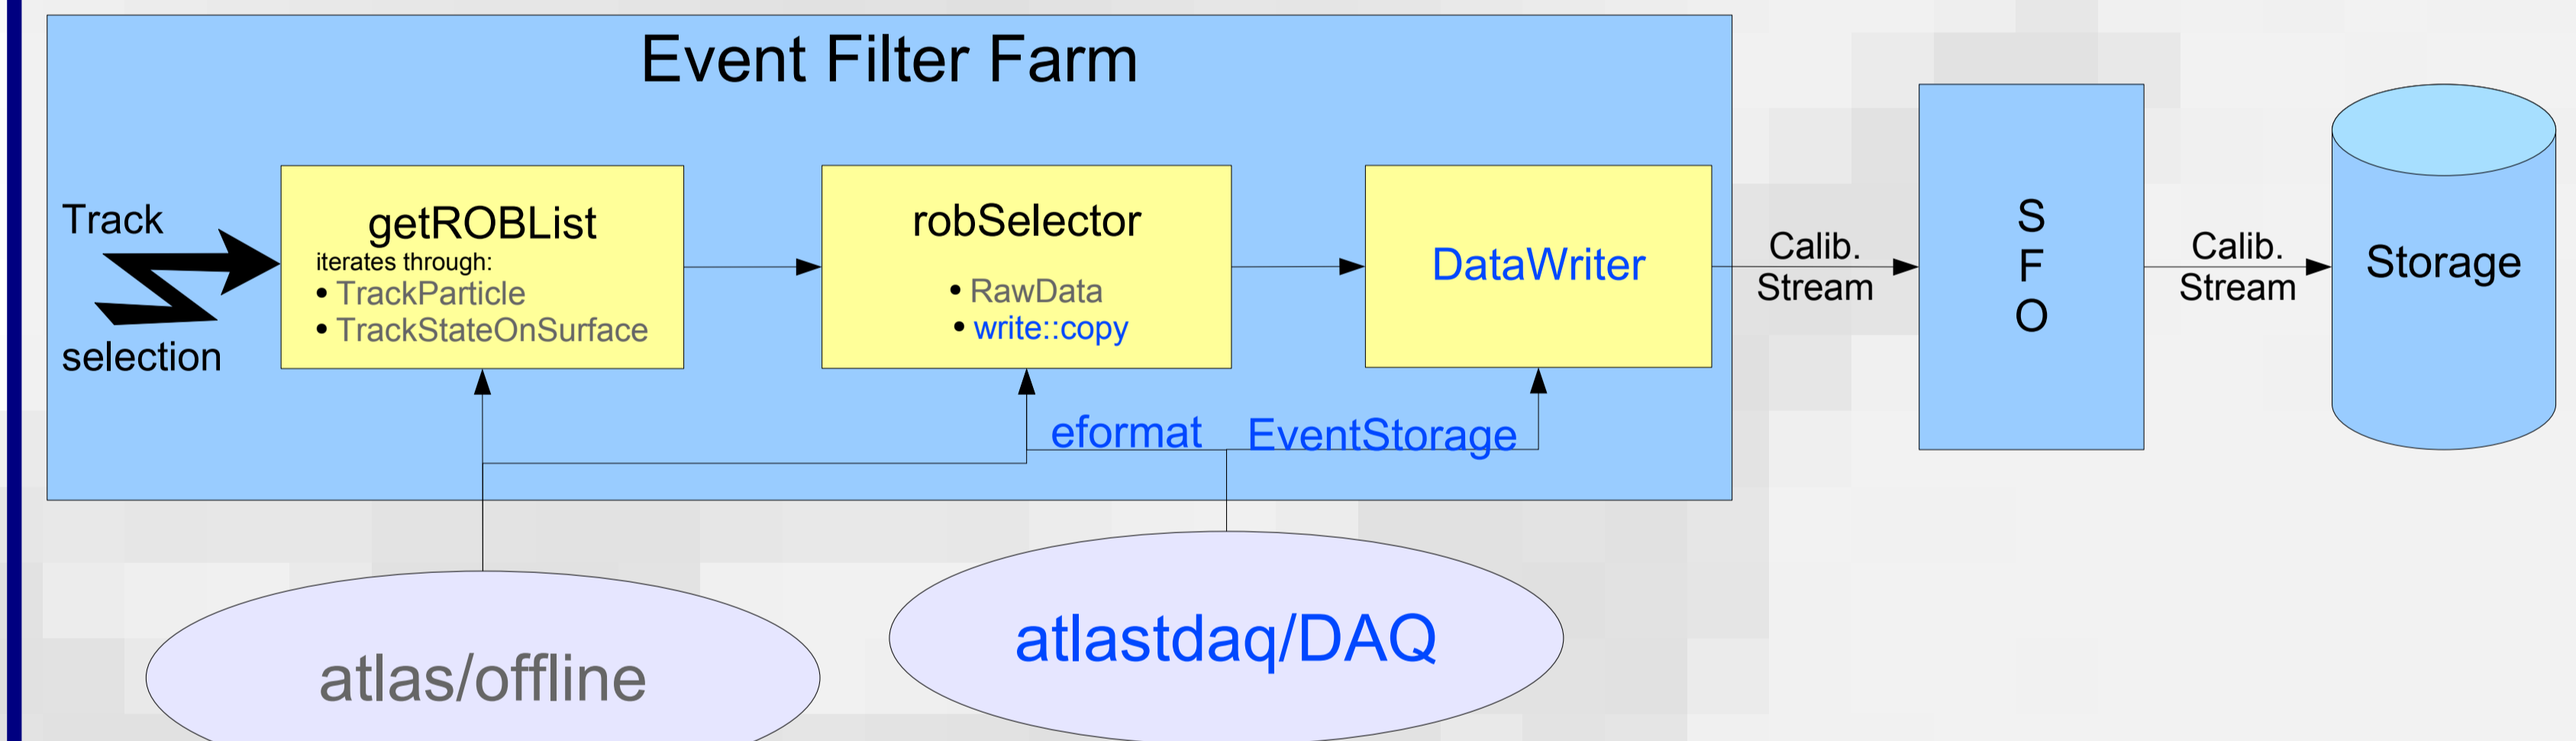 Event Filter Farm
Track
selection
getROBList
iterates through:
• TrackParticle
• TrackStateOnSurface
robSelector
• RawData
• write::copy
DataWriter
Calib.
Stream
S
F
O
Calib.
Stream
Storage
eformat
EventStorage
atlas/offline
atlastdaq/DAQ